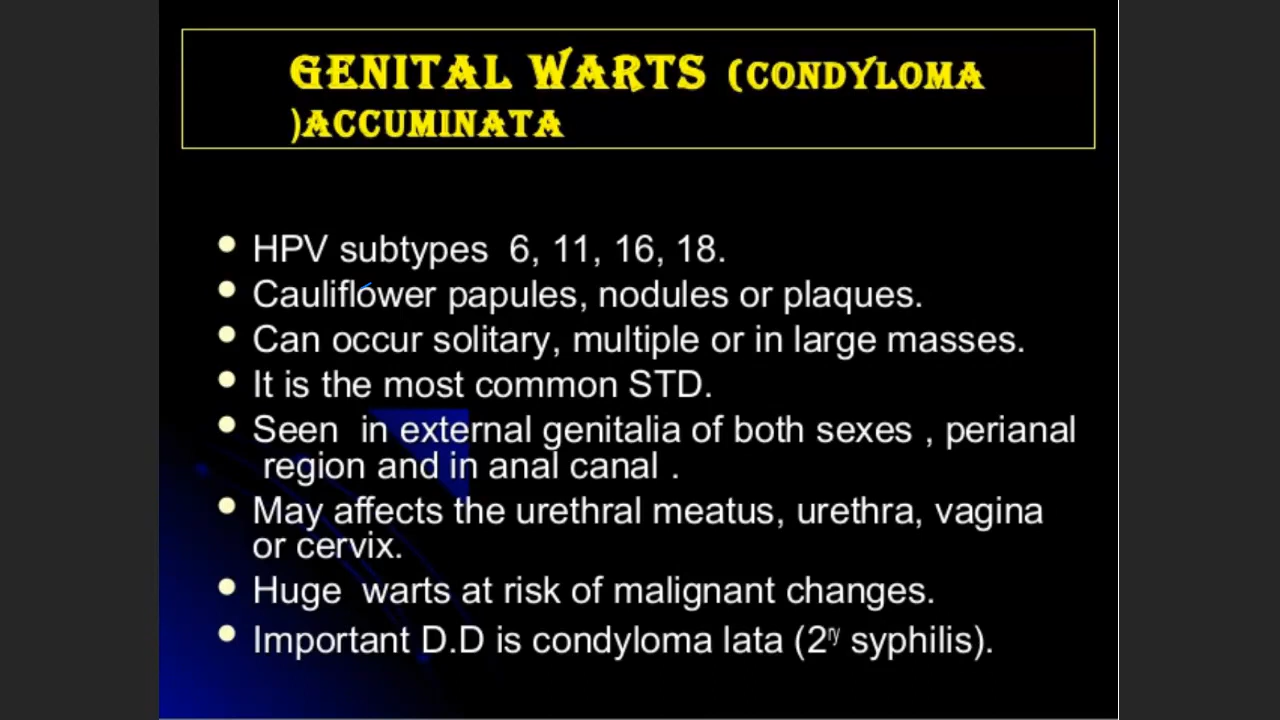 GENITAL WARTS (CONDYLOMA
)ACCUMINATA
• HPV subtypes 6, 11, 16, 18.
• Cauliflower papules, nodules or plaques.
• Can occur solitary, multiple or in large masses.
• It is the most common STD.
• Seen in external genitalia of both sexes , perianal
region and in anal canal .
• May affects the urethral meatus, urethra, vagina
or cervix.
• Huge warts at risk of malignant changes.
• Important D.D is condyloma lata (2ry syphilis).